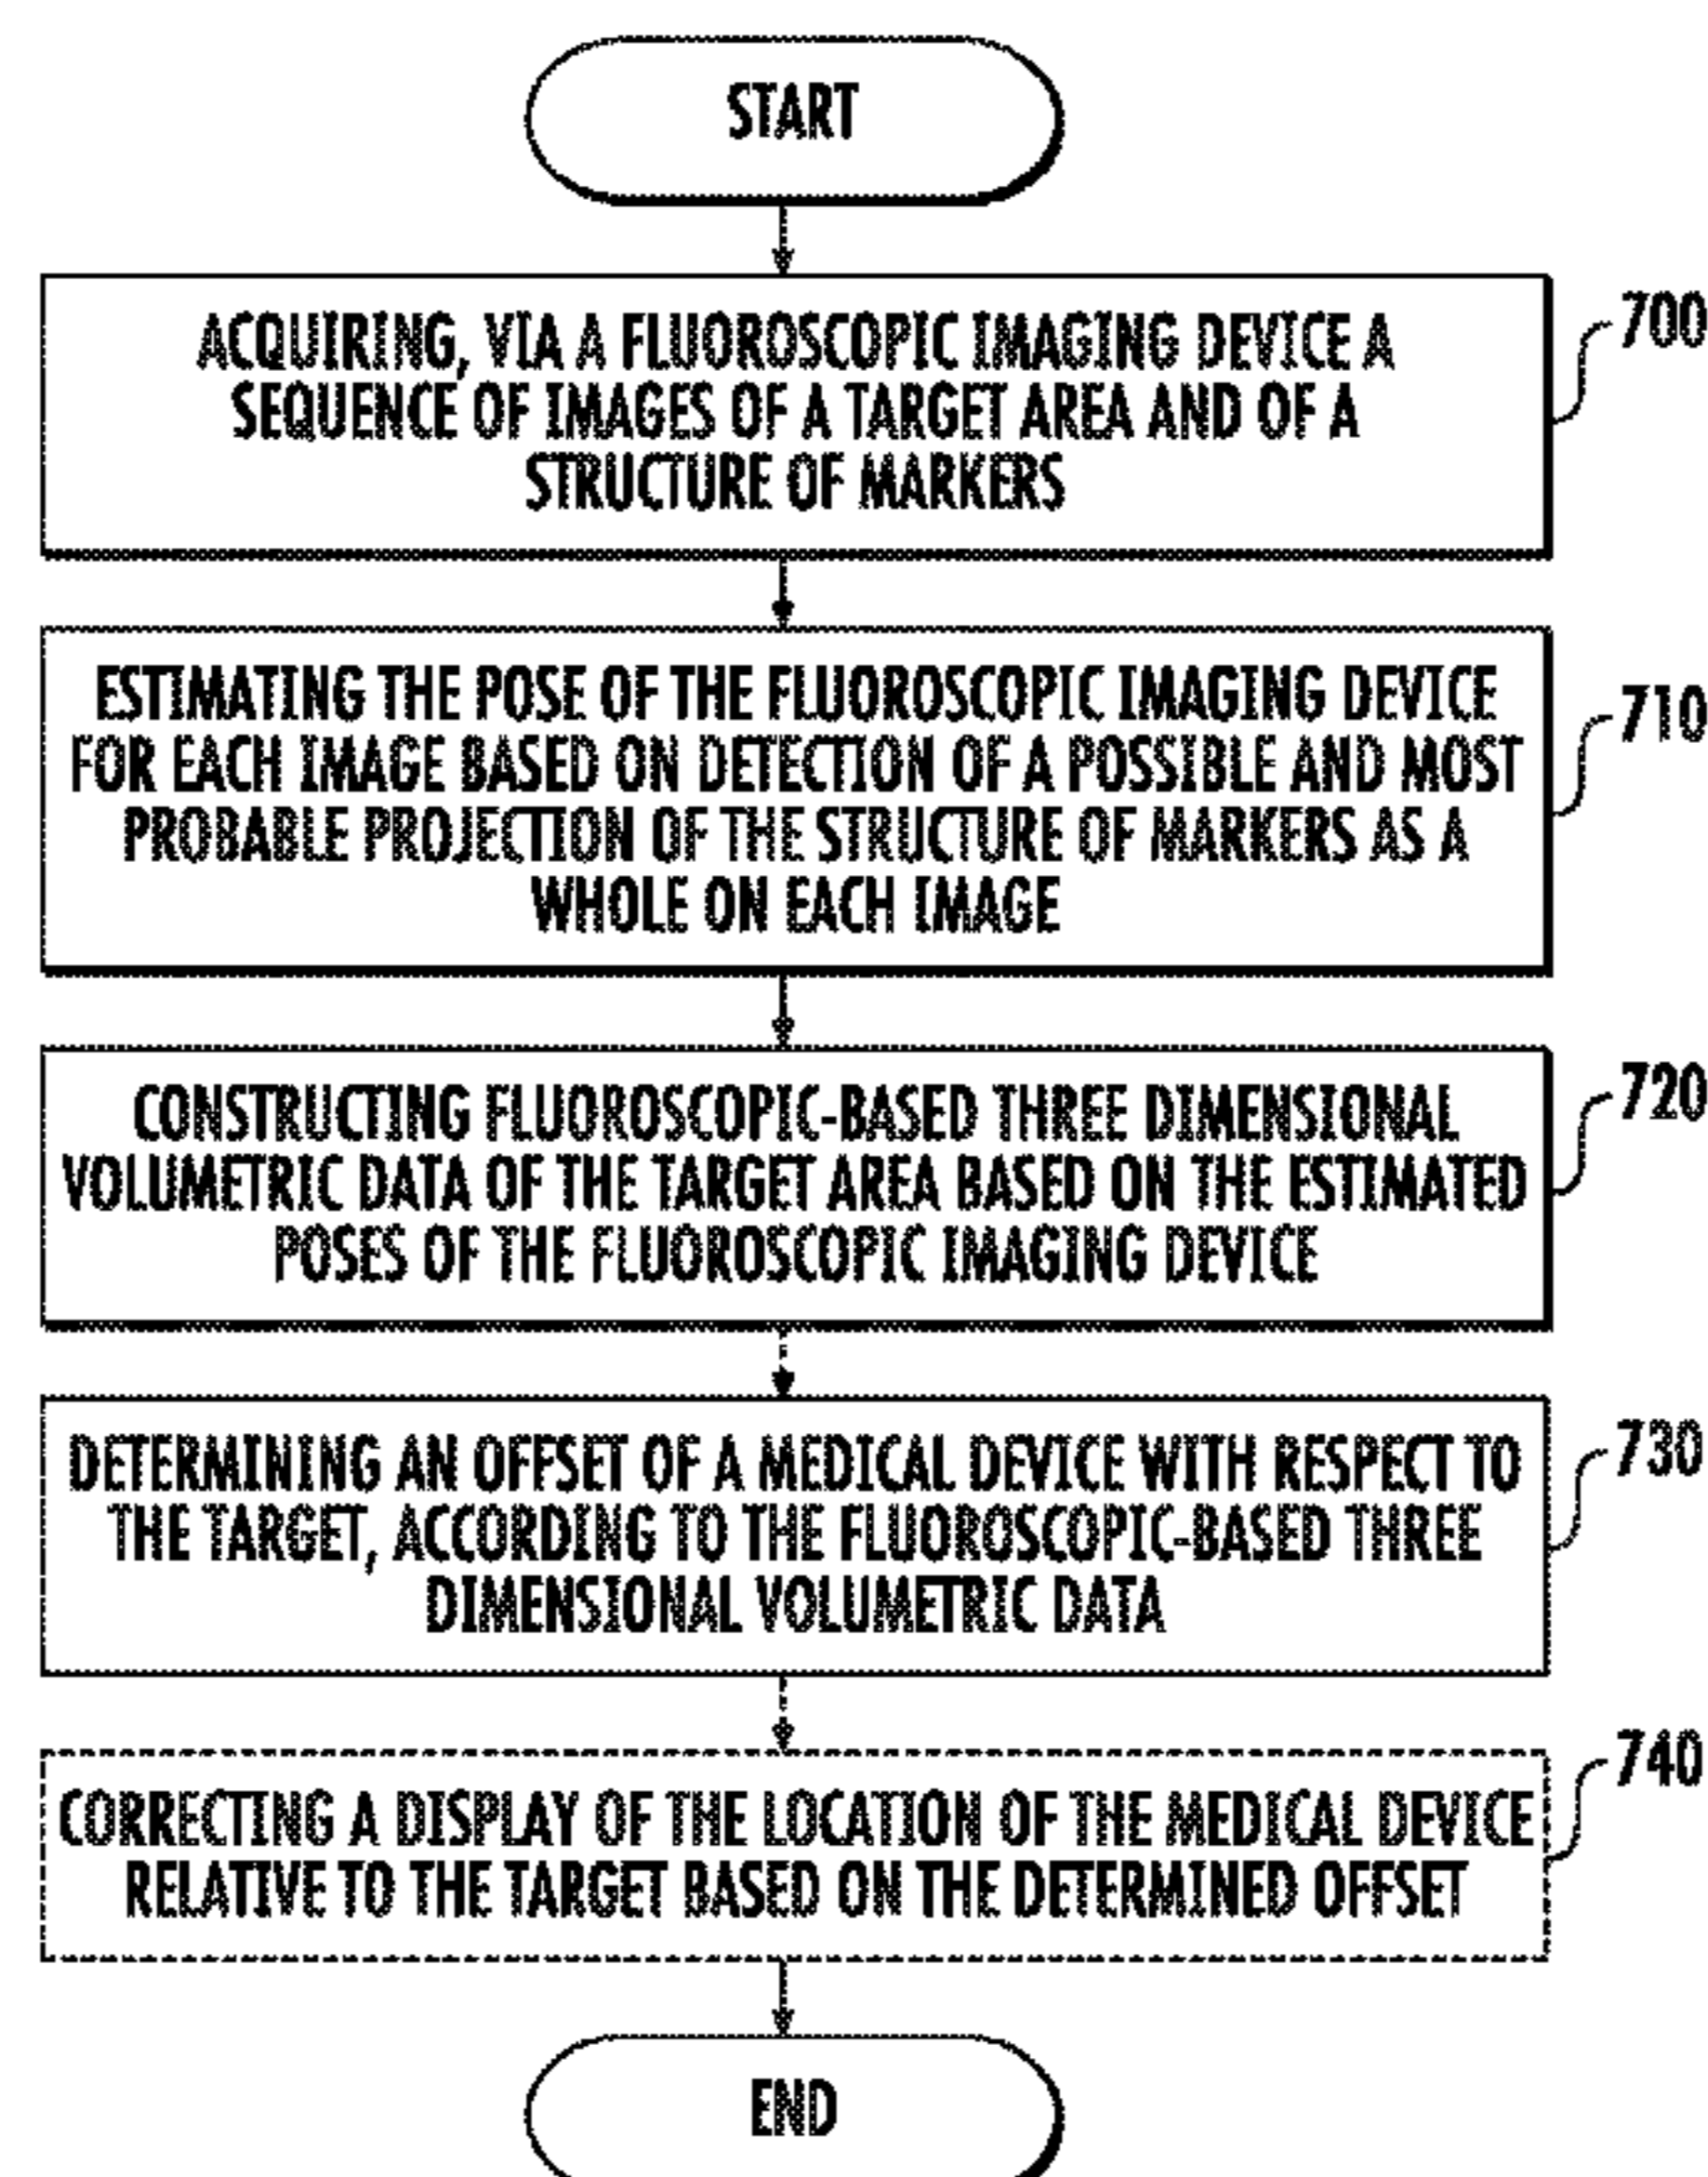 START
ACQUIRING, VIA A FLUOROSCOPIC IMAGING DEVICE A
SEQUENCE OF IMAGES OF A TARGET AREA AND OF A
STRUCTURE OF MARKERS
700
ESTIMATING THE POSE OF THE FLUOROSCOPIC IMAGING DEVICE
FOR EACH IMAGE BASED ON DETECTION OF A POSSIBLE AND MOST
PROBABLE PROJECTION OF THE STRUCTURE OF MARKERS AS A
WHOLE ON EACH IMAGE
710
CONSTRUCTING FLUOROSCOPIC-BASED THREE DIMENSIONAL
VOLUMETRIC DATA OF THE TARGET AREA BASED ON THE ESTIMATED
POSES OF THE FLUOROSCOPIC IMAGING DEVICE
720
DETERMINING AN OFFSET OF A MEDICAL DEVICE WITH RESPECT TO
THE TARGET, ACCORDING TO THE FLUOROSCOPIC-BASED THREE
DIMENSIONAL VOLUMETRIC DATA
730
CORRECTING A DISPLAY OF THE LOCATION OF THE MEDICAL DEVICE
RELATIVE TO THE TARGET BASED ON THE DETERMINED OFFSET
740
END